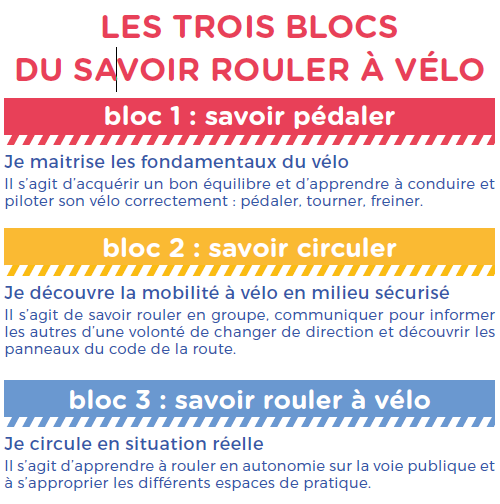 LES TROIS BLOCS
DU SAVOIR ROULER À VÉLO
bloc 1 : savoir pédaler
Je maitrise les fondamentaux du vélo
Il s’agit d’acquérir un bon équilibre et d’apprendre à conduire et
piloter son vélo correctement : pédaler, tourner, freiner.
bloc 2 : savoir circuler
Je découvre la mobilité à vélo en milieu sécurisé
Il s’agit de savoir rouler en groupe, communiquer pour informer
les autres d’une volonté de changer de direction et découvrir les
panneaux du code de la route.
bloc 3 : savoir rouler à vélo
Je circule en situation réelle
Il s’agit d’apprendre à rouler en autonomie sur la voie publique et
à s’approprier les différents espaces de pratique.